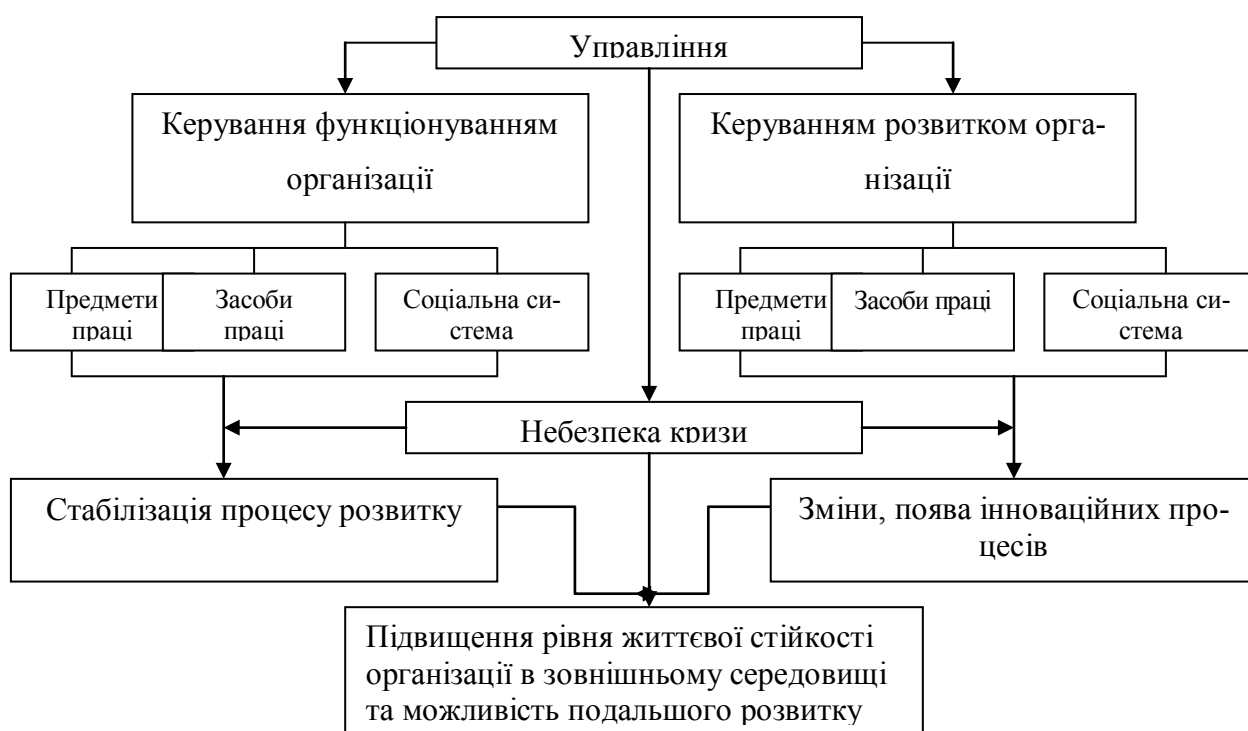 Управління
Керування функціонуванням
організації
Керуванням розвитком орга-
нізації
Предмети
праці
Засоби
праці
Соціальна си-
стема
Предмети
праці
Засоби праці
Соціальна си-
стема
Небезпека кризи
Стабілізація процесу розвитку
Зміни, поява інноваційних про-
цесів
Підвищення рівня життєвої стійкості
організації в зовнішньому середовищі
та можливість подальшого розвитку